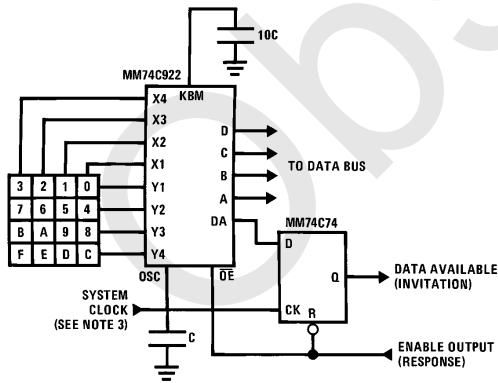 10C
MM74C922
KBM
X4
X3
X2
X1
Y1
Y2
Y3
Y4
D
C
B
A
DA
TO DATA BUS
3 2 1 0
7 6 5 4
B A 9 8
F E D C
OSC
OE
MM74C74
D
Q
CK R
DATA AVAILABLE
(INVITATION)
SYSTEM
CLOCK
(SEE NOTE 3)
C
ENABLE OUTPUT
(RESPONSE)